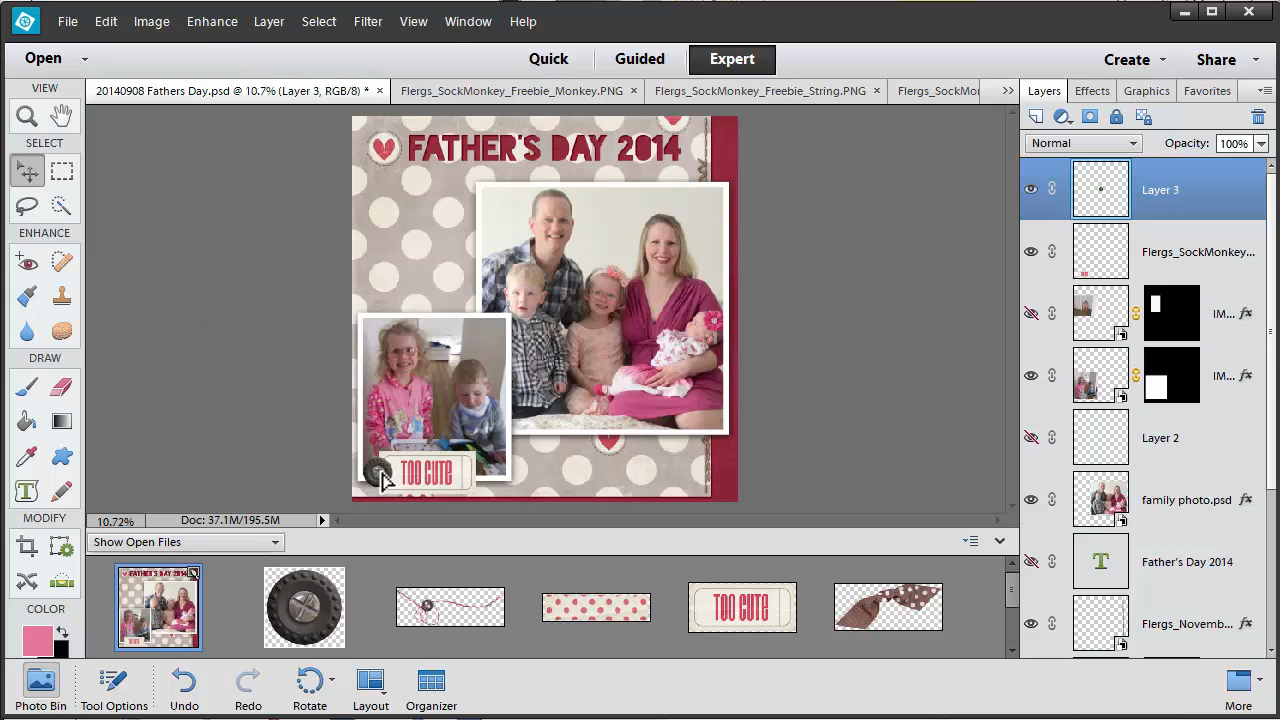 File Edit Image Enhance Layer Select Filter View Window Help
Open Quick Guided Expert Create Share
VIEW
20140908 Fathers Day.psd @ 10.7% (Layer 3, RGB/8) * × Flergs_SockMonkey_Freebie_Monkey.PNG × Flergs_SockMonkey_Freebie_String.PNG × Flergs_SockMor
Layers Effects Graphics Favorites
Normal Opacity: 100%
SELECT
ENHANCE
DRAW
MODIFY
COLOR
FATHER'S DAY 2014
TOO CUTE
Layer 3
Flergs_SockMonkey...
IM...
IM...
Layer 2
family photo.psd
Father's Day 2014
Flergs_Novemb...
10.72% Doc: 37.1M/195.5M
Show Open Files
TOO CUTE
Photo Bin Tool Options Undo Redo Rotate Layout Organizer More